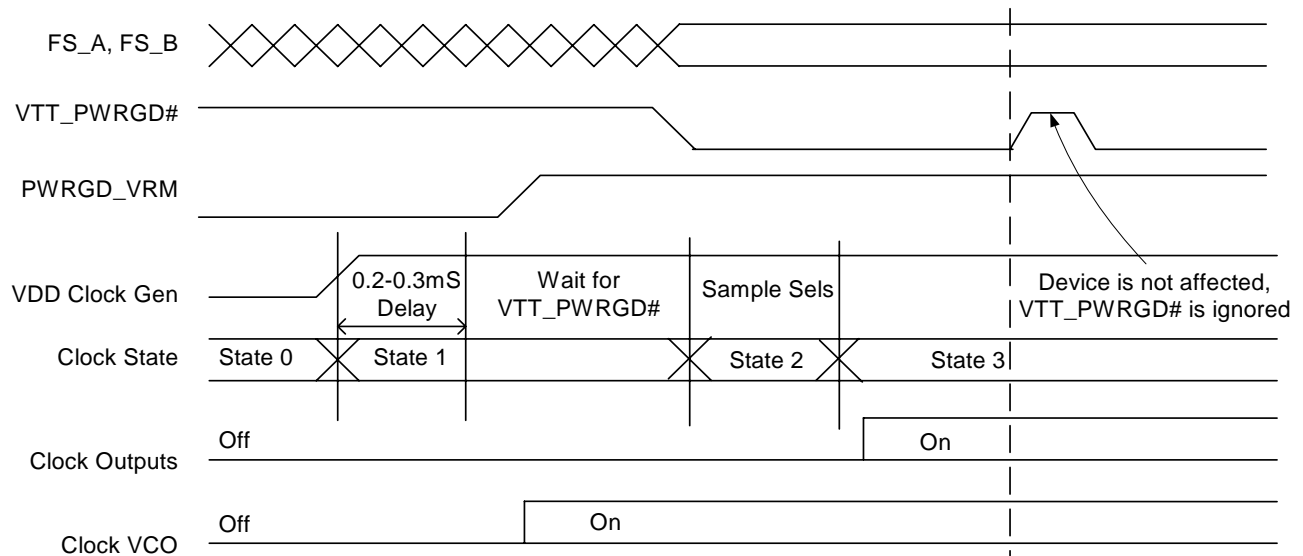 FS_A, FS_B
VTT_PWRGD#
PWRGD_VRM
VDD Clock Gen
0.2-0.3mS
Delay
Wait for
VTT_PWRGD#
Sample Sels
Device is not affected,
VTT_PWRGD# is ignored
Clock State
State 0
State 1
State 2
State 3
Clock Outputs
Off
On
Clock VCO
Off
On